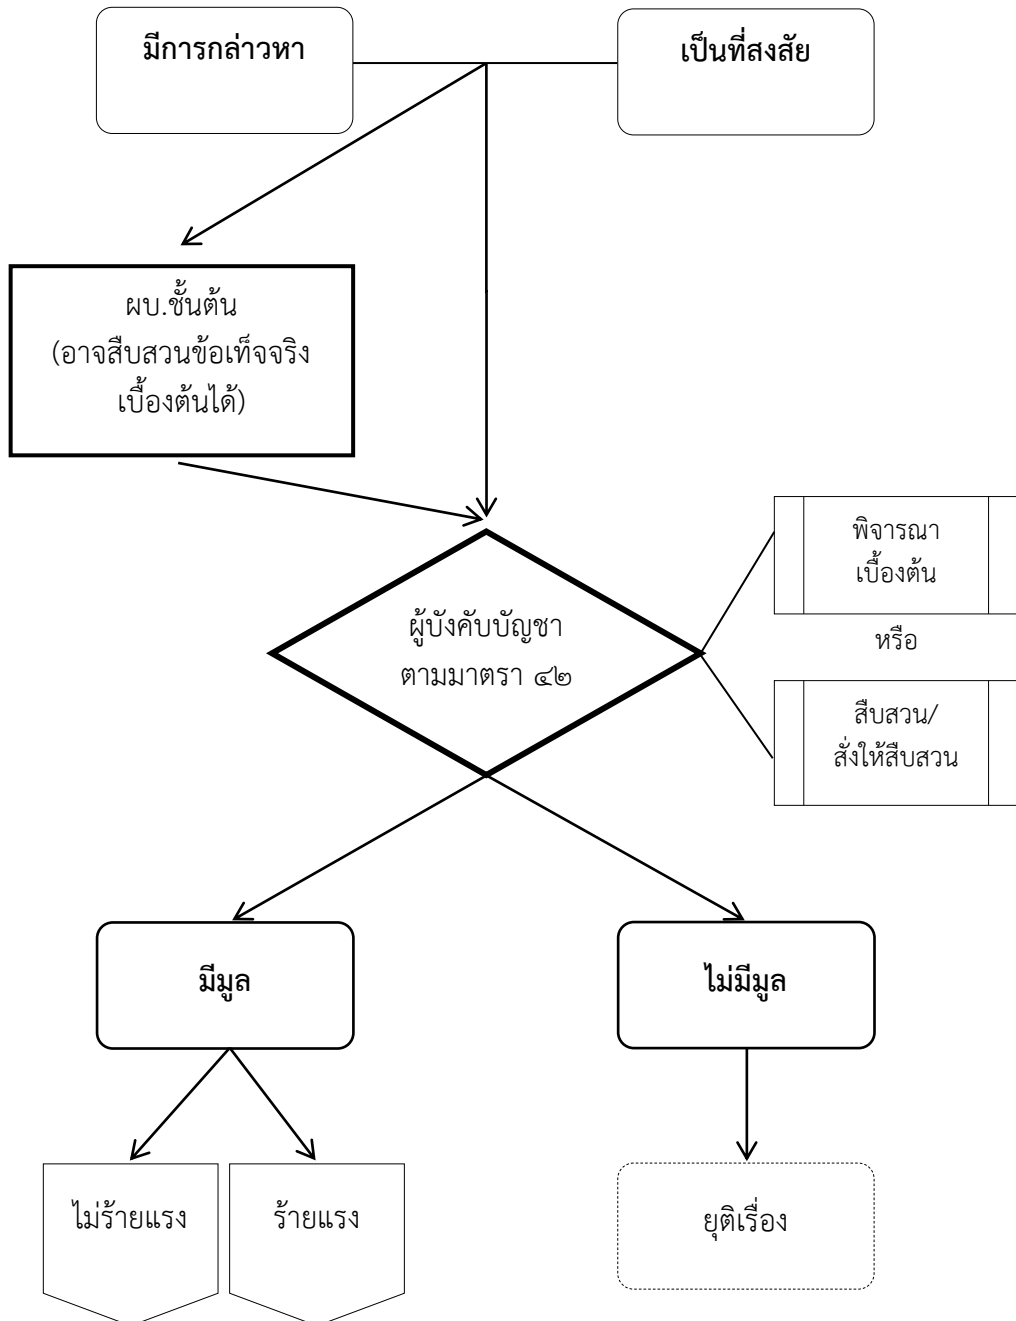 มีการกล่าวหา
เป็นที่สงสัย
ผบ.ชั้นต้น
(อาจสืบสวนข้อเท็จจริง
เบื้องต้นได้)
พิจารณา
เบื้องต้น
หรือ
สืบสวน/
สั่งให้สืบสวน
ผู้บังคับบัญชา
ตามมาตรา ๔๒
มีมูล
ไม่มีมูล
ไม่ร้ายแรง
ร้ายแรง
ยุติเรื่อง